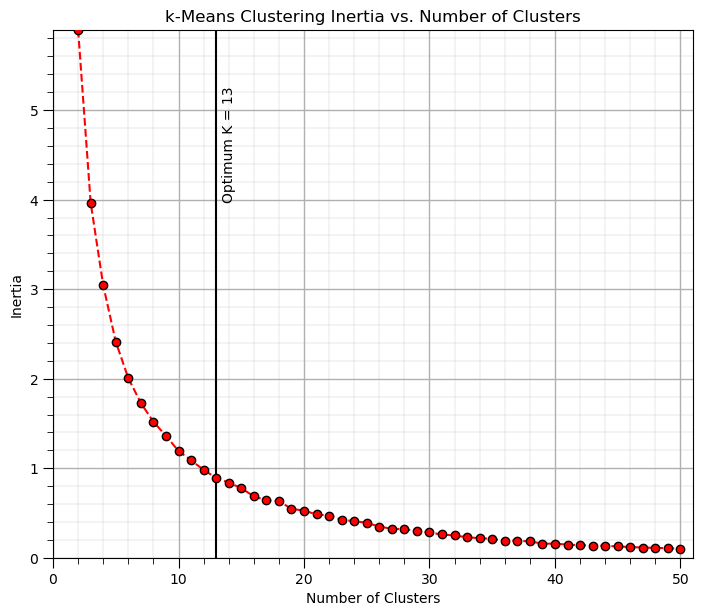 k-Means Clustering Inertia vs. Number of Clusters
5
4
3
2
1
0
Inertia
Optimum K = 13
0 10 20 30 40 50
Number of Clusters